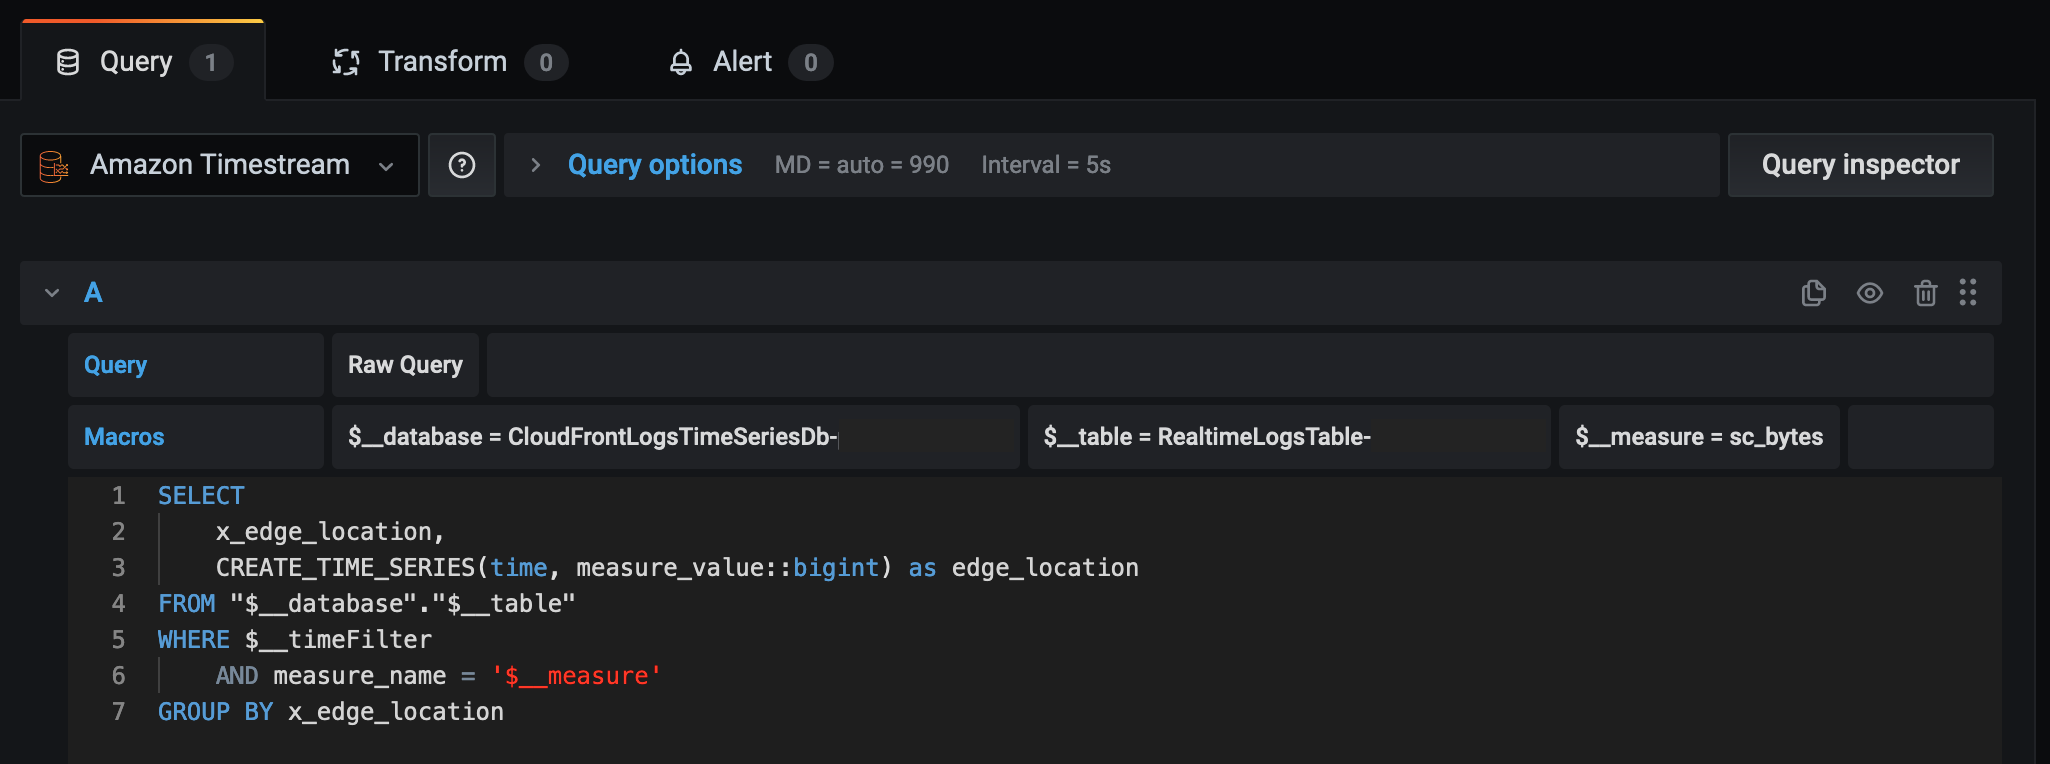 Query 1 Transform 0 Alert 0
Amazon Timestream Query options MD = auto = 990 Interval = 5s Query inspector
A
Query Raw Query
Macros $__database = CloudFrontLogsTimeSeriesDb- $__table = RealtimeLogsTable- $__measure = sc_bytes
1 SELECT
2 x_edge_location,
3 CREATE_TIME_SERIES(time, measure_value::bigint) as edge_location
4 FROM "$__database"."$__table"
5 WHERE $__timeFilter
6 AND measure_name = '$__measure'
7 GROUP BY x_edge_location